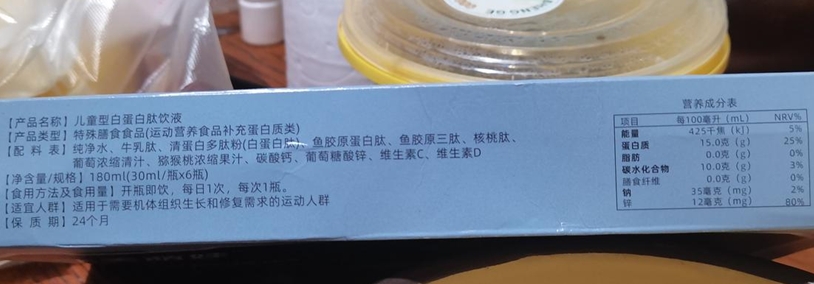 SHENG GE
【产品名称】儿童型白蛋白肽饮液
【产品类型】特殊膳食食品(运动营养食品补充蛋白质类)
【配 料 表】纯净水、牛乳肽、清蛋白多肽粉(白蛋白肽)、鱼胶原蛋白肽、鱼胶原三肽、核桃肽、
葡萄浓缩清汁、猕猴桃浓缩果汁、碳酸钙、葡萄糖酸锌、维生素C、维生素D
【净含量/规格】180ml(30ml/瓶x6瓶)
【食用方法及食用量】开瓶即饮，每日1次，每次1瓶。
【适宜人群】适用于需要机体组织生长和修复需求的运动人群
【保 质 期】24个月
营养成分表
项目 每100毫升（mL） NRV%
能量 425千焦（kJ） 5%
蛋白质 15.0克（g） 25%
脂肪 0.0克（g） 0%
碳水化合物 10.0克（g） 3%
膳食纤维 0.0克（g） 0%
钠 35毫克（mg） 2%
锌 12毫克（mg） 80%